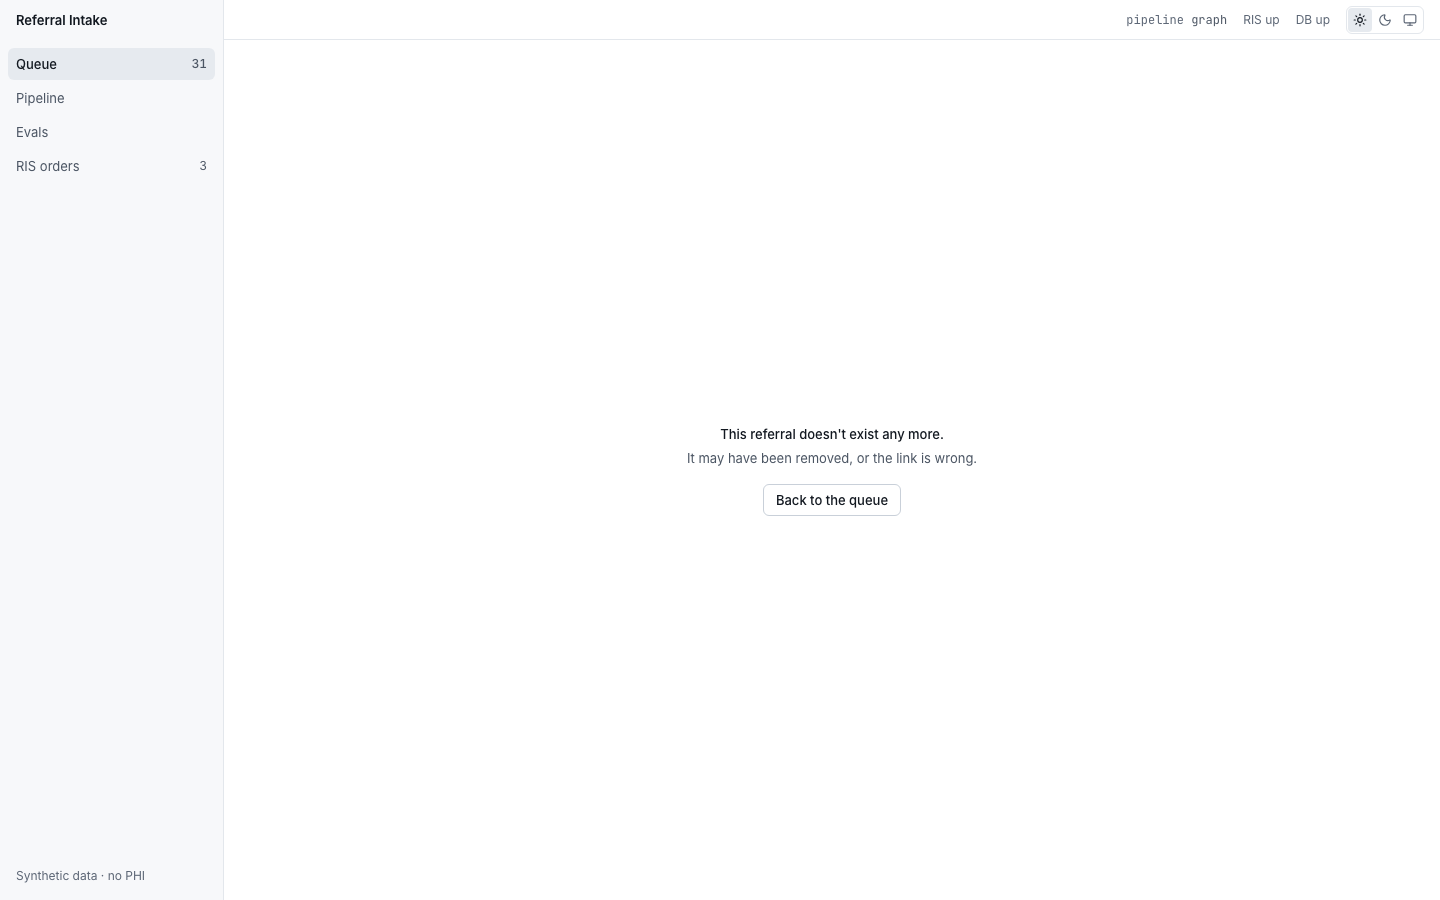 Referral Intake
Queue 31
Pipeline
Evals
RIS orders 3
Synthetic data · no PHI
pipeline graph RIS up DB up
This referral doesn't exist any more.
It may have been removed, or the link is wrong.
Back to the queue